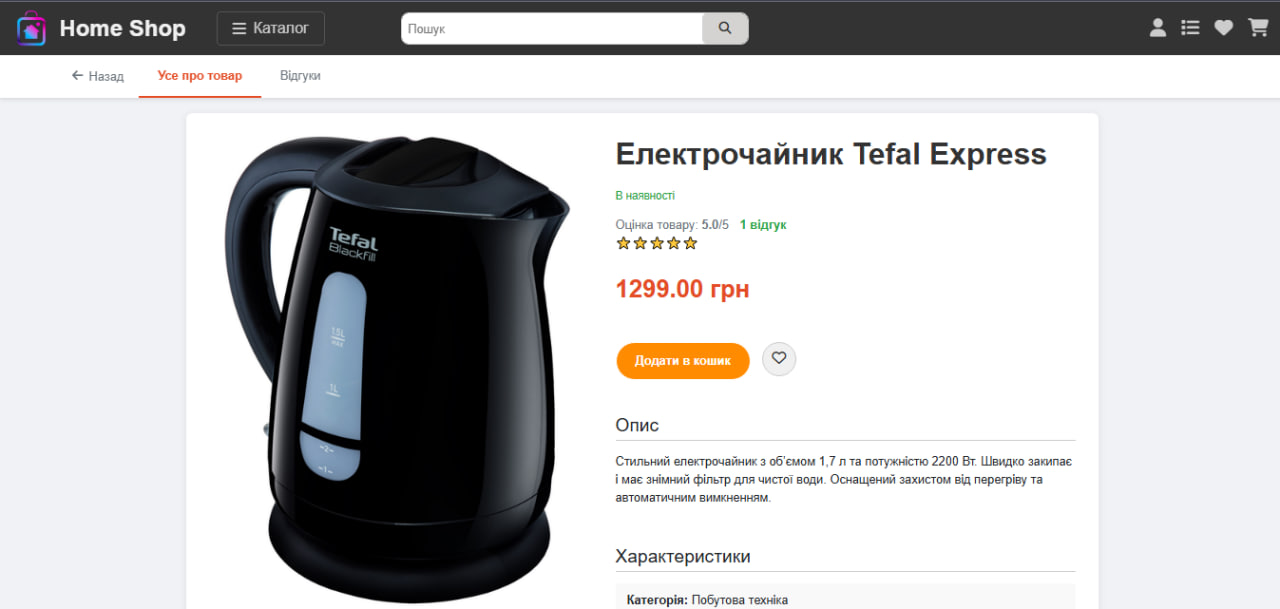 Home Shop
Каталог
Пошук
Назад
Усе про товар
Відгуки
Електрочайник Tefal Express
В наявності
Оцінка товару: 5.0/5 1 відгук
1299.00 грн
Додати в кошик
Опис
Стильний електрочайник з об'ємом 1,7 л та потужністю 2200 Вт. Швидко закипає
і має знімний фільтр для чистої води. Оснащений захистом від перегріву та
автоматичним вимкненням.
Характеристики
Категорія: Побутова техніка
Tefal
Blackfill
1.5L
MAX
1L
–2–
–1–